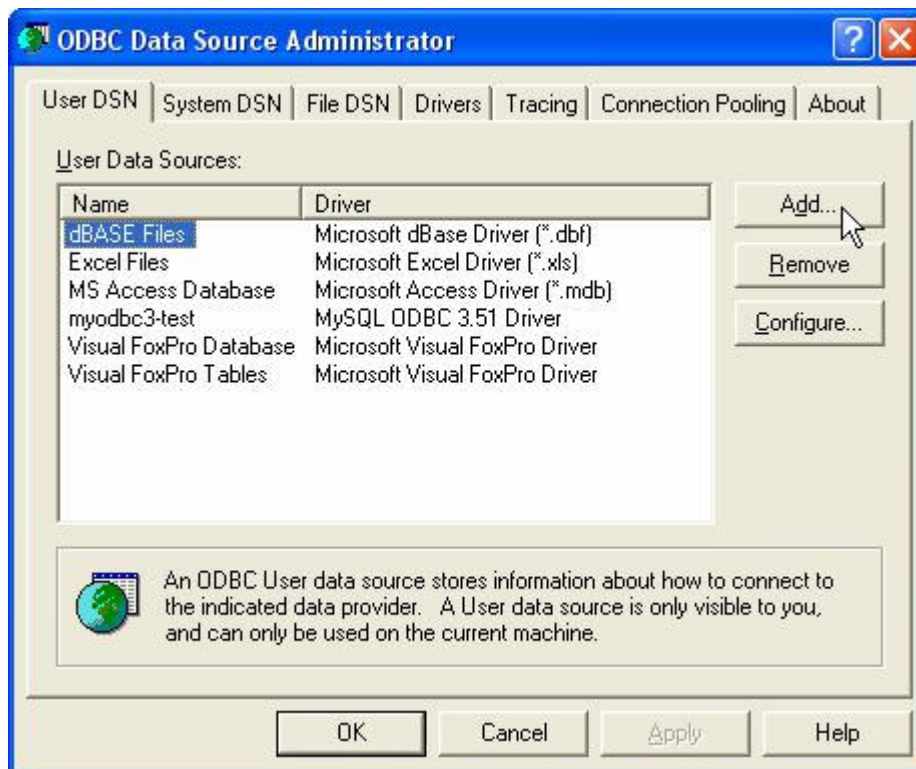 ODBC Data Source Administrator
User DSN System DSN File DSN Drivers Tracing Connection Pooling About
User Data Sources:
Name Driver
dBASE Files Microsoft dBase Driver (*.dbf)
Excel Files Microsoft Excel Driver (*.xls)
MS Access Database Microsoft Access Driver (*.mdb)
myodbc3-test MySQL ODBC 3.51 Driver
Visual FoxPro Database Microsoft Visual FoxPro Driver
Visual FoxPro Tables Microsoft Visual FoxPro Driver
Add...
Remove
Configure...
An ODBC User data source stores information about how to connect to
the indicated data provider. A User data source is only visible to you,
and can only be used on the current machine.
OK Cancel Apply Help